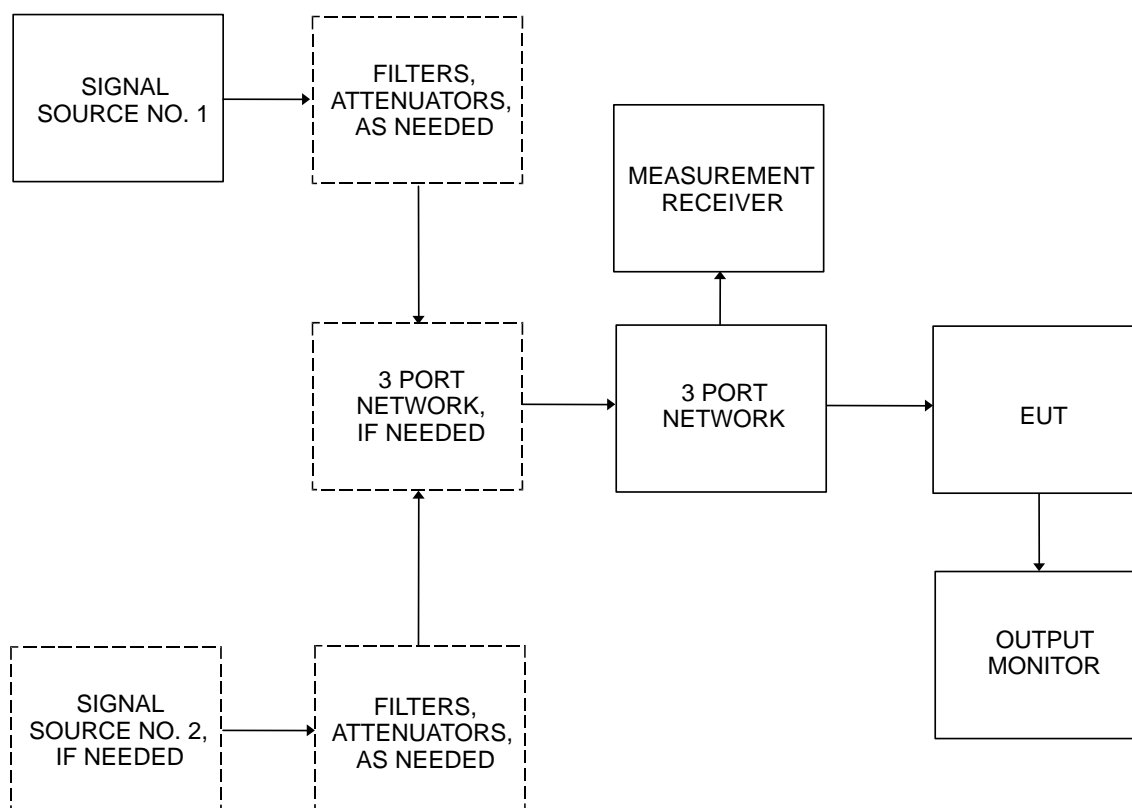 SIGNAL
SOURCE NO. 1
FILTERS,
ATTENUATORS,
AS NEEDED
MEASUREMENT
RECEIVER
3 PORT
NETWORK,
IF NEEDED
3 PORT
NETWORK
EUT
OUTPUT
MONITOR
SIGNAL
SOURCE NO. 2,
IF NEEDED
FILTERS,
ATTENUATORS,
AS NEEDED